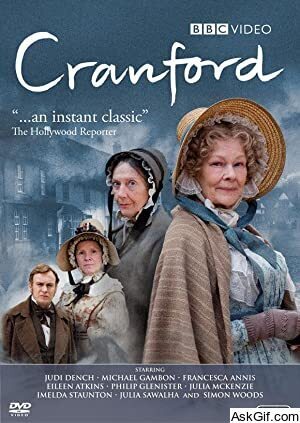 BBC VIDEO
Cranford
“...an instant classic”
The Hollywood Reporter
STARRING
JUDI DENCH • MICHAEL GAMBON • FRANCESCA ANNIS
EILEEN ATKINS • PHILIP GLENISTER • JULIA MCKENZIE
IMELDA STAUNTON • JULIA SAWALHA AND SIMON WOODS
DVD
VIDEO
AskGif.com